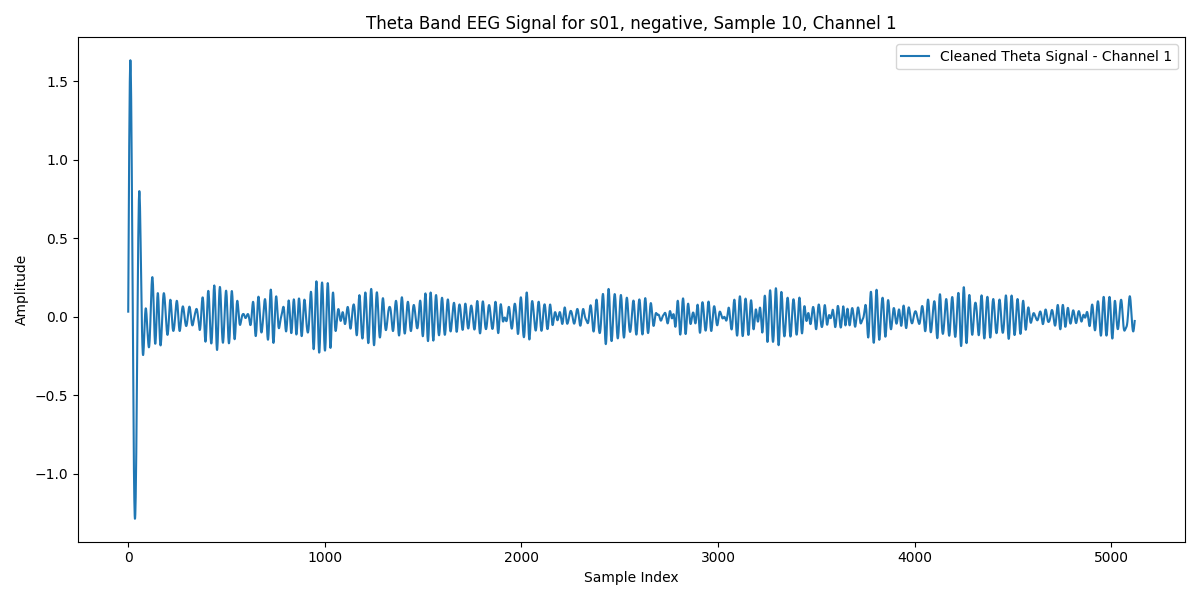 Theta Band EEG Signal for s01, negative, Sample 10, Channel 1
Cleaned Theta Signal - Channel 1
1.5
1.0
0.5
0.0
−0.5
−1.0
Amplitude
0 1000 2000 3000 4000 5000
Sample Index